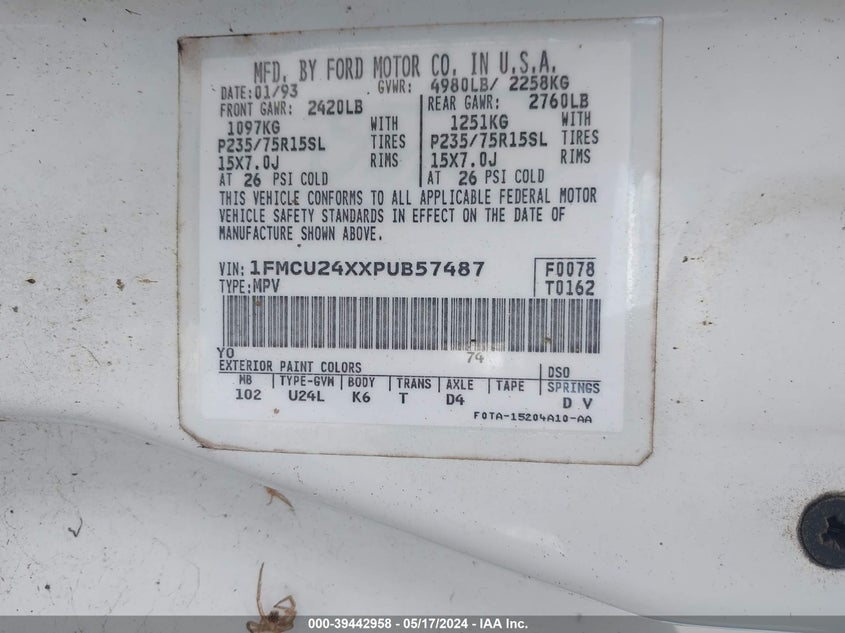 MFD. BY FORD MOTOR CO. IN U.S.A.
DATE: 01/93 GVWR: 4980LB/ 2258KG
FRONT GAWR: 2420LB REAR GAWR: 2760LB
1097KG WITH 1251KG WITH
P235/75R15SL TIRES P235/75R15SL TIRES
15X7.0J RIMS 15X7.0J RIMS
AT 26 PSI COLD AT 26 PSI COLD
THIS VEHICLE CONFORMS TO ALL APPLICABLE FEDERAL MOTOR
VEHICLE SAFETY STANDARDS IN EFFECT ON THE DATE OF
MANUFACTURE SHOWN ABOVE.
VIN: 1FMCU24XXPUB57487 F0078
TYPE: MPV T0162
YO 74
EXTERIOR PAINT COLORS DSO
MB TYPE-GVW BODY TRANS AXLE TAPE SPRINGS
102 U24L K6 T D4 D V
F0TA-15204A10-AA
000-39442958 - 05/17/2024 - IAA Inc.